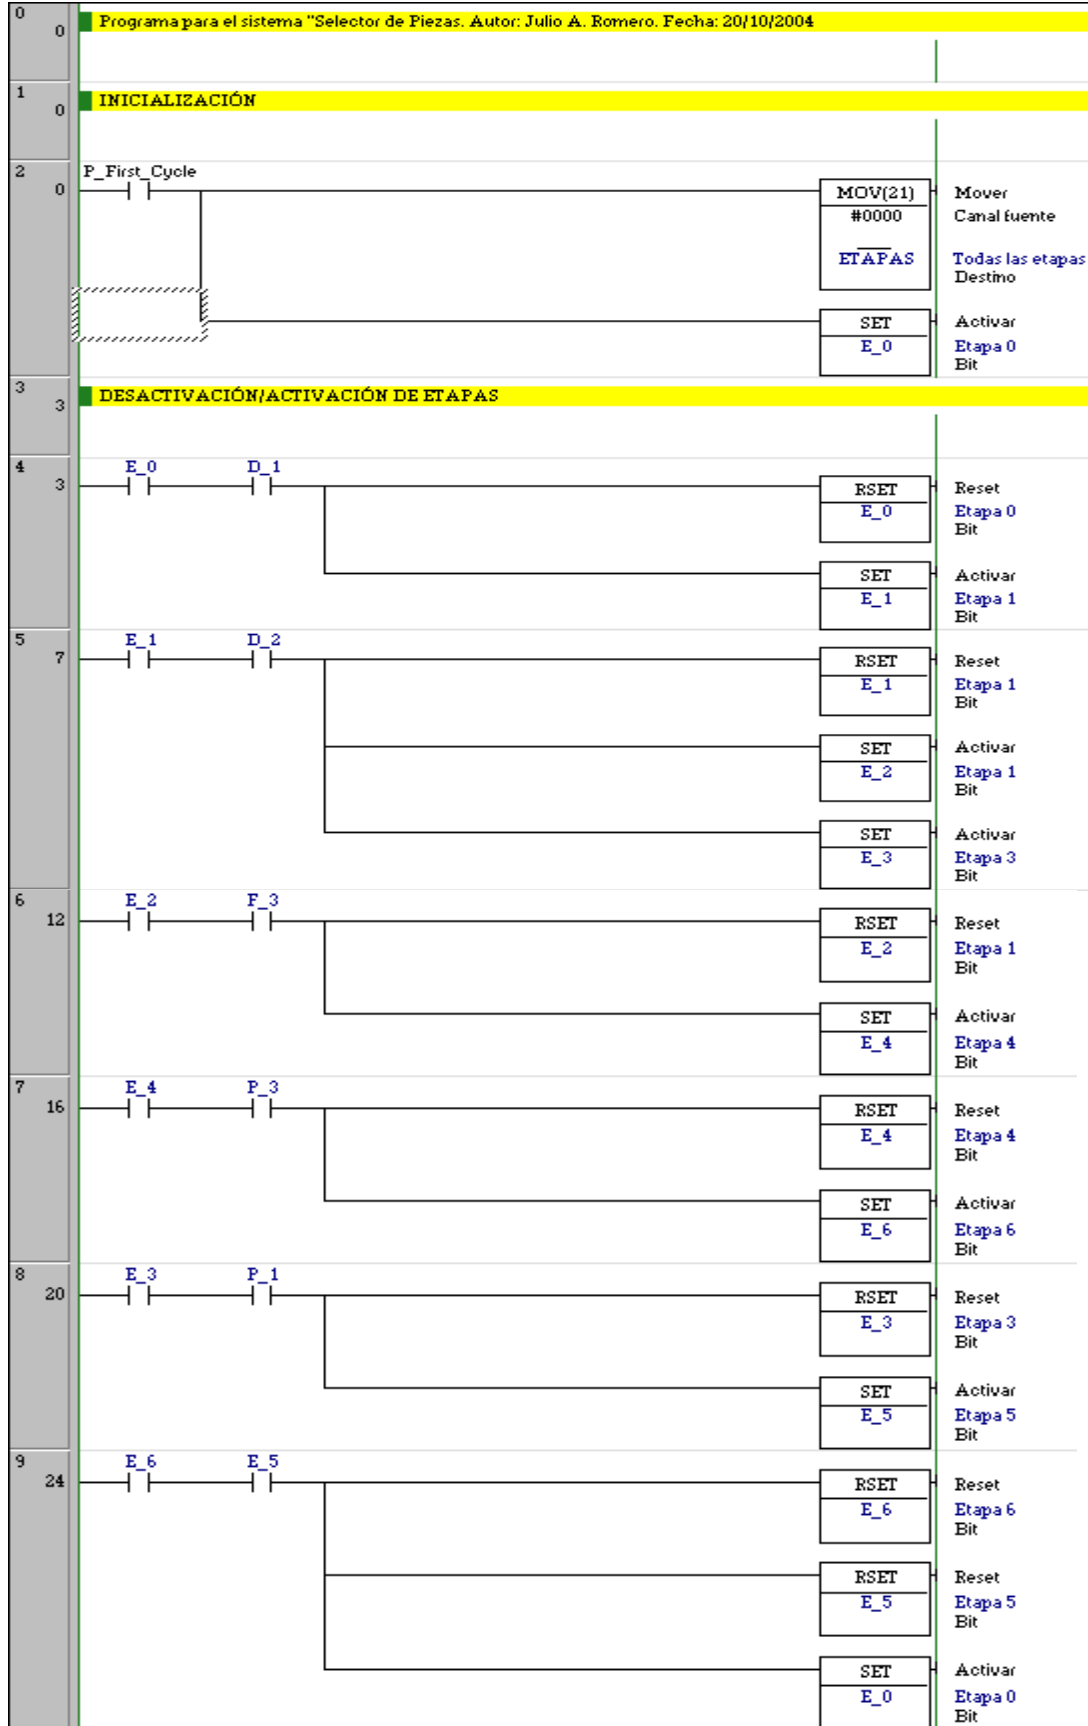 0
0
Programa para el sistema "Selector de Piezas. Autor: Julio A. Romero. Fecha: 20/10/2004
1
0
INICIALIZACIÓN
2
0
P_First_Cycle
MOV(21) Mover
#0000 Canal fuente
ETAPAS Todas las etapas
Destino
SET Activar
E_0 Etapa 0
Bit
3
3
DESACTIVACIÓN/ACTIVACIÓN DE ETAPAS
4
3
E_0 D_1
RSET Reset
E_0 Etapa 0
Bit
SET Activar
E_1 Etapa 1
Bit
5
7
E_1 D_2
RSET Reset
E_1 Etapa 1
Bit
SET Activar
E_2 Etapa 1
Bit
SET Activar
E_3 Etapa 3
Bit
6
12
E_2 F_3
RSET Reset
E_2 Etapa 1
Bit
SET Activar
E_4 Etapa 4
Bit
7
16
E_4 P_3
RSET Reset
E_4 Etapa 4
Bit
SET Activar
E_6 Etapa 6
Bit
8
20
E_3 P_1
RSET Reset
E_3 Etapa 3
Bit
SET Activar
E_5 Etapa 5
Bit
9
24
E_6 E_5
RSET Reset
E_6 Etapa 6
Bit
RSET Reset
E_5 Etapa 5
Bit
SET Activar
E_0 Etapa 0
Bit